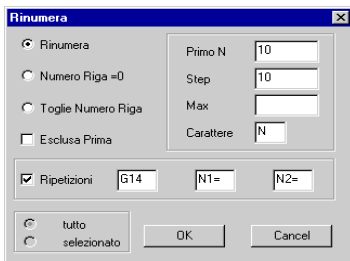 Rinumera
Rinumera
Numero Riga =0
Toglie Numero Riga
Esclusa Prima
Primo N 10
Step 10
Max
Carattere N
Ripetizioni G14 N1= N2=
tutto
selezionato
OK
Cancel